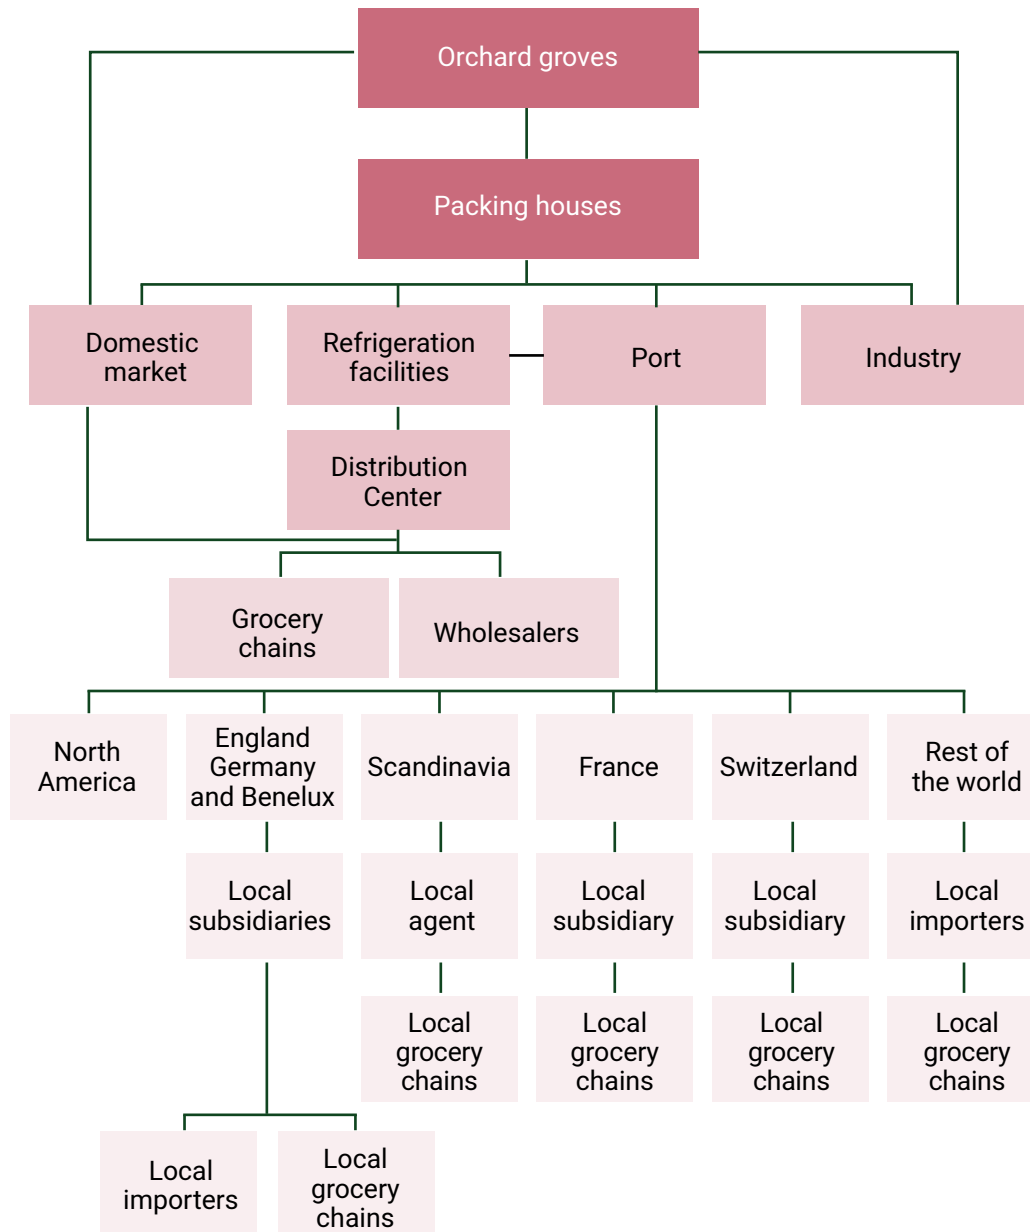 Orchard groves
Packing houses
Domestic
market
Refrigeration
facilities
Port
Industry
Distribution
Center
Grocery
chains
Wholesalers
North
America
England
Germany
and Benelux
Scandinavia
France
Switzerland
Rest of
the world
Local
subsidiaries
Local
agent
Local
subsidiary
Local
subsidiary
Local
importers
Local
grocery
chains
Local
grocery
chains
Local
grocery
chains
Local
grocery
chains
Local
importers
Local
grocery
chains